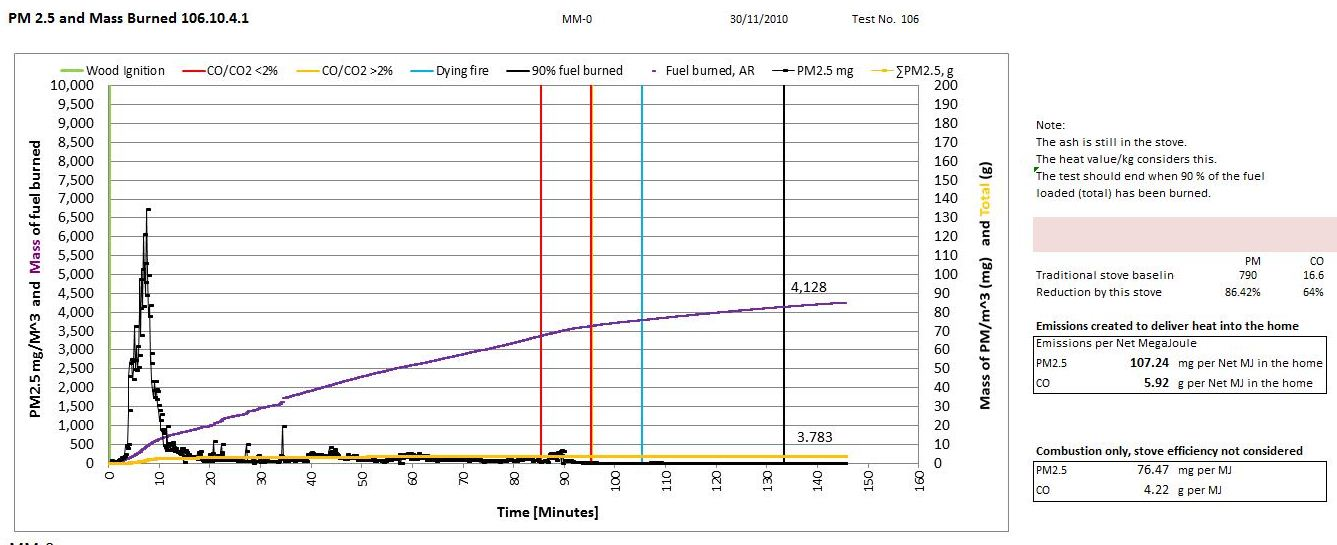 PM 2.5 and Mass Burned 106.10.4.1 MM-0 30/11/2010 Test No. 106
Wood Ignition CO/CO2 <2% CO/CO2 >2% Dying fire 90% fuel burned Fuel burned, AR PM2.5 mg ∑PM2.5, g
PM2.5 mg/M^3 and Mass of fuel burned
10,000
9,500
9,000
8,500
8,000
7,500
7,000
6,500
6,000
5,500
5,000
4,500
4,000
3,500
3,000
2,500
2,000
1,500
1,000
500
0
4,128
3.783
200
190
180
170
160
150
140
130
120
110
100
90
80
70
60
50
40
30
20
10
0
Mass of PM/m^3 (mg) and Total (g)
0 10 20 30 40 50 60 70 80 90 100 110 120 130 140 150 160
Time [Minutes]
Note:
The ash is still in the stove.
The heat value/kg considers this.
The test should end when 90 % of the fuel
loaded (total) has been burned.
PM CO
Traditional stove baselin 790 16.6
Reduction by this stove 86.42% 64%
Emissions created to deliver heat into the home
Emissions per Net MegaJoule
PM2.5 107.24 mg per Net MJ in the home
CO 5.92 g per Net MJ in the home
Combustion only, stove efficiency not considered
PM2.5 76.47 mg per MJ
CO 4.22 g per MJ